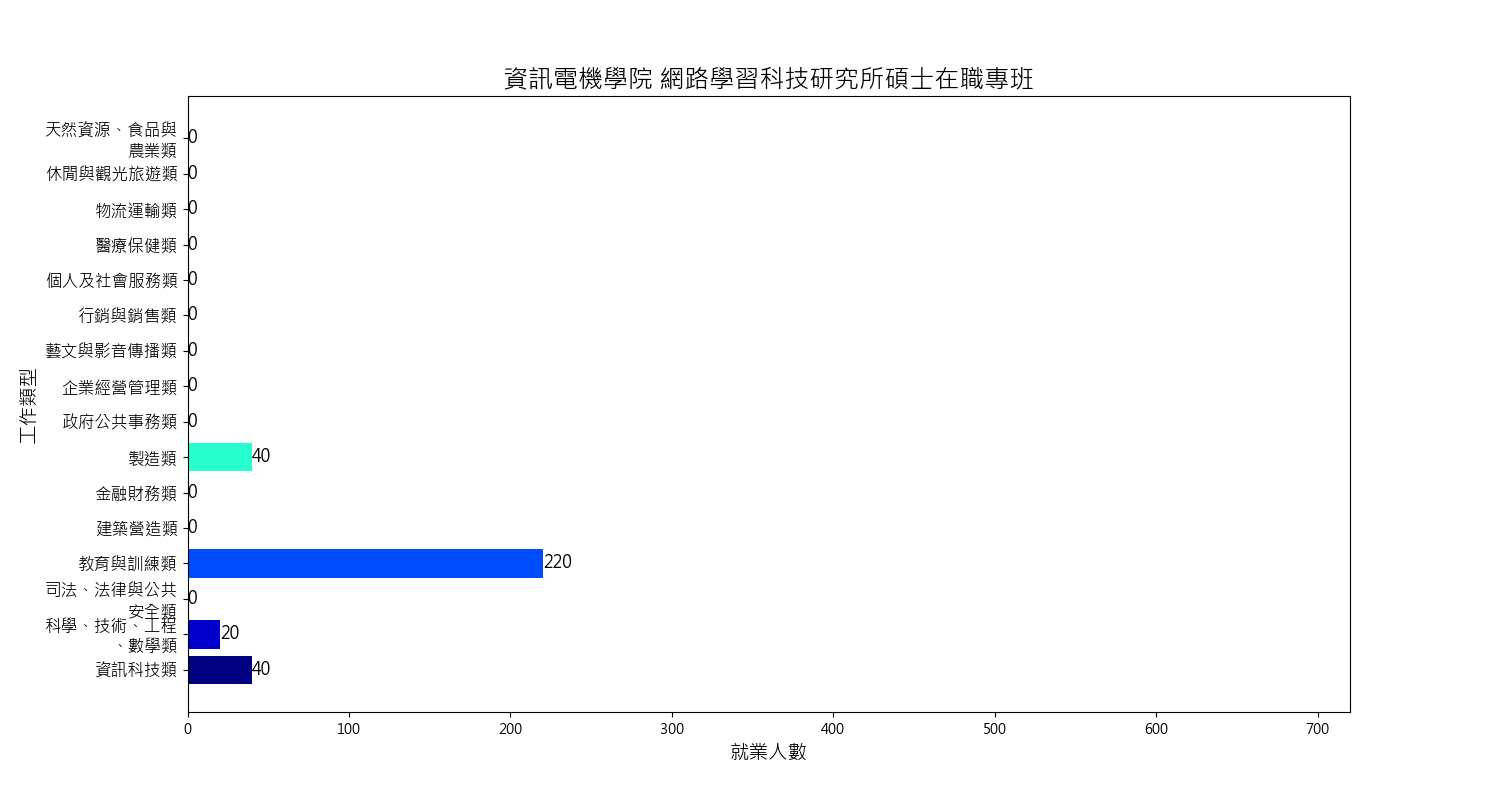 資訊電機學院 網路學習科技研究所碩士在職專班
工作類型
天然資源、食品與
農業類
0
休閒與觀光旅遊類
0
物流運輸類
0
醫療保健類
0
個人及社會服務類
0
行銷與銷售類
0
藝文與影音傳播類
0
企業經營管理類
0
政府公共事務類
0
製造類
40
金融財務類
0
建築營造類
0
教育與訓練類
220
司法、法律與公共
安全類
0
科學、技術、工程
、數學類
20
資訊科技類
40
0 100 200 300 400 500 600 700
就業人數